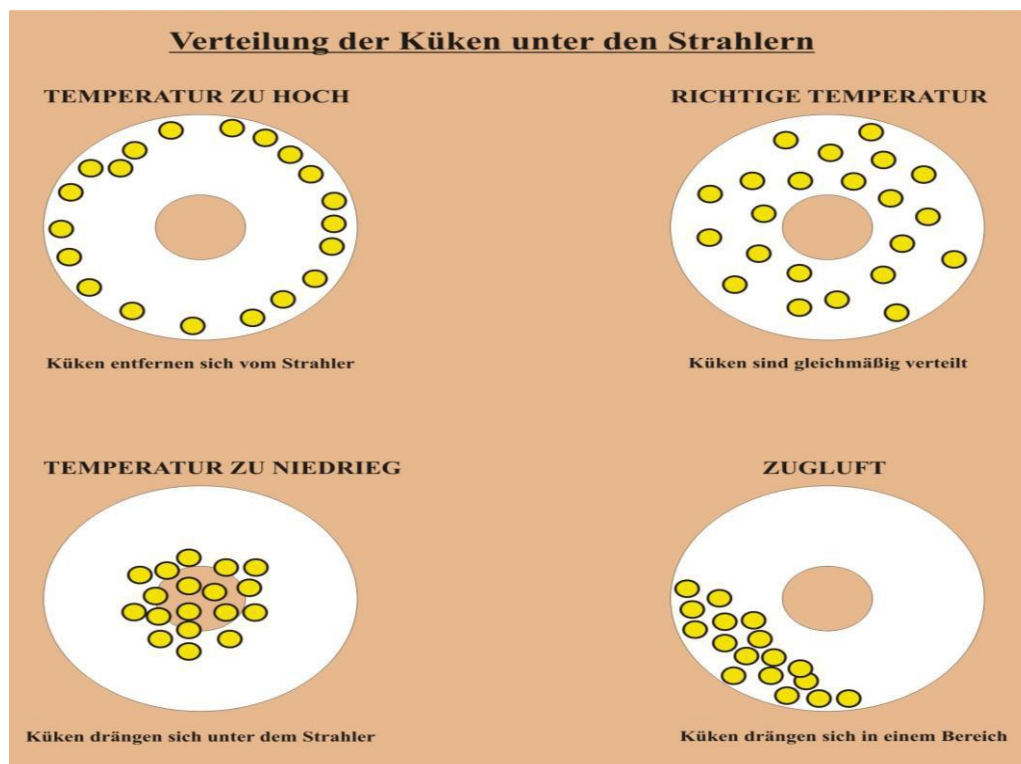 Verteilung der Küken unter den Strahlern
TEMPERATUR ZU HOCH
Küken entfernen sich vom Strahler
RICHTIGE TEMPERATUR
Küken sind gleichmäßig verteilt
TEMPERATUR ZU NIEDRIEG
Küken drängen sich unter dem Strahler
ZUGLUFT
Küken drängen sich in einem Bereich